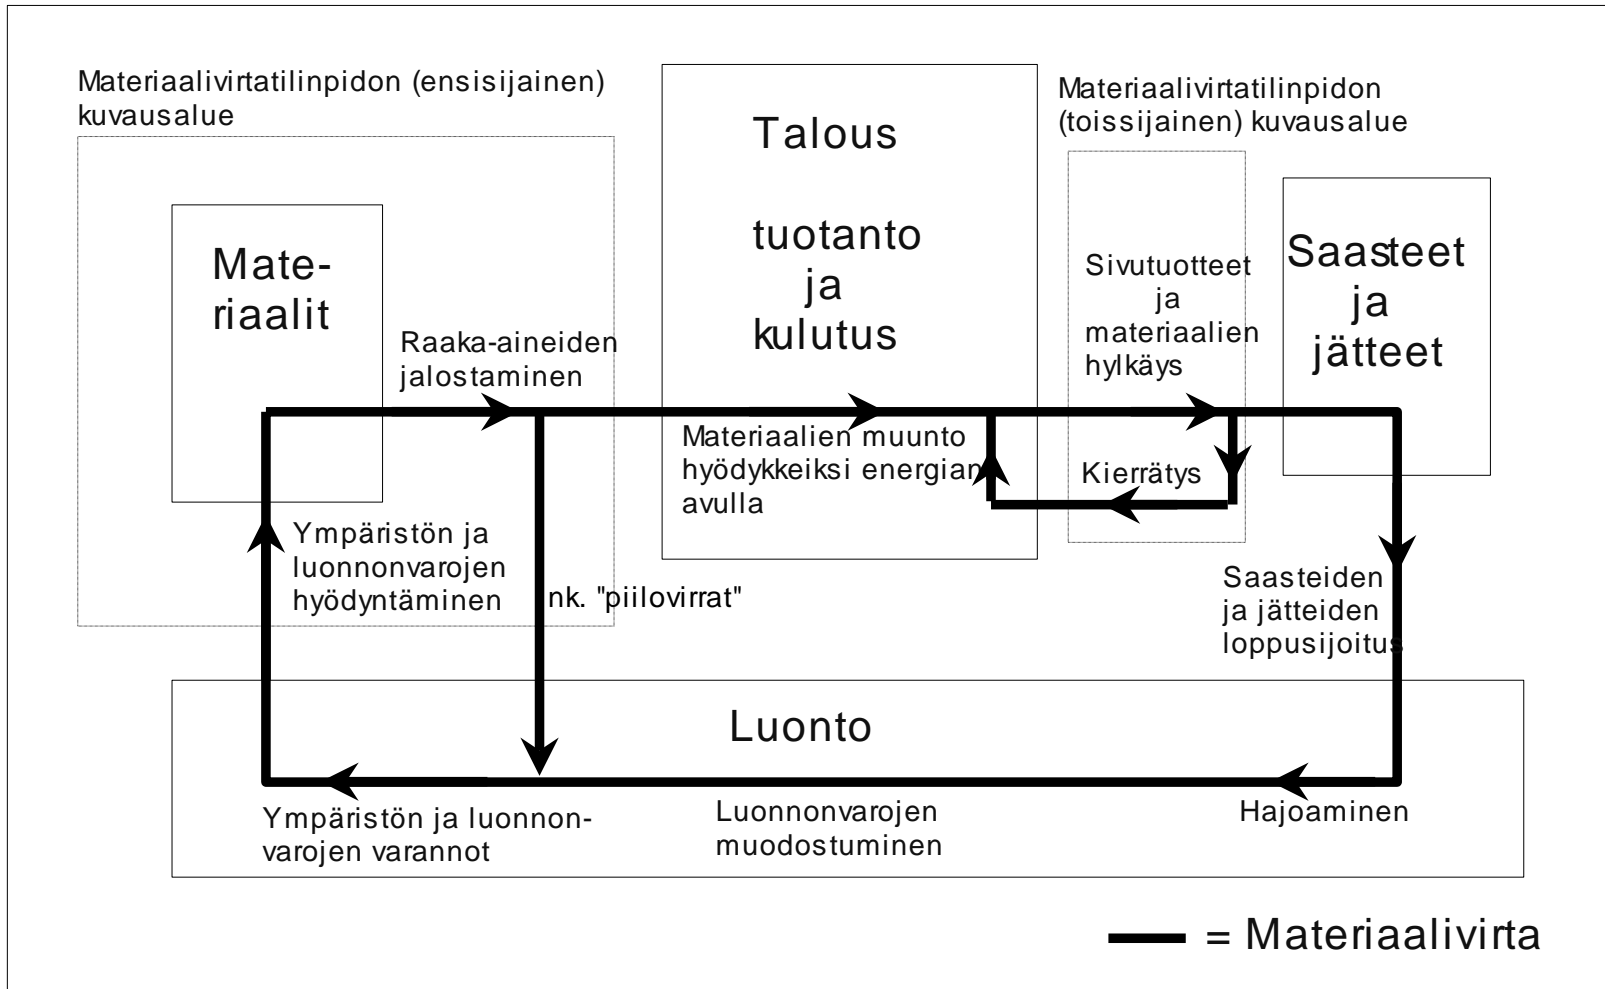 Materiaalivirtatilinpidon (ensisijainen)
kuvausalue
Mate-
riaalit
Raaka-aineiden
jalostaminen
Ympäristön ja
luonnonvarojen
hyödyntäminen
nk. "piilovirrat"
Talous
tuotanto
ja
kulutus
Materiaalien muunto
hyödykkeiksi energian
avulla
Materiaalivirtatilinpidon
(toissijainen) kuvausalue
Sivutuotteet
ja
materiaalien
hylkäys
Kierrätys
Saasteet
ja
jätteet
Saasteiden
ja jätteiden
loppusijoitus
Luonto
Ympäristön ja luonnon-
varojen varannot
Luonnonvarojen
muodostuminen
Hajoaminen
= Materiaalivirta